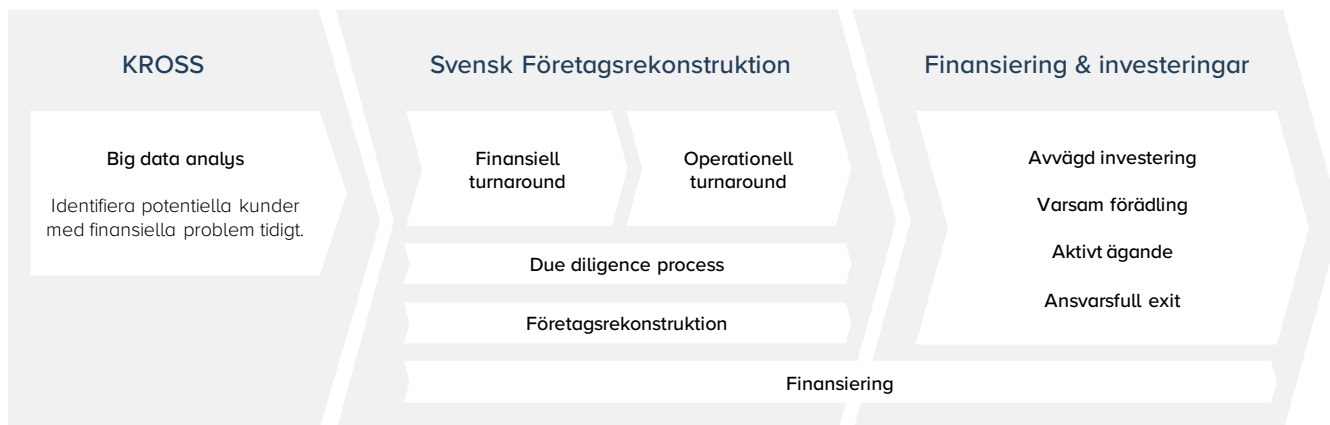 KROSS
Big data analys
Identifiera potentiella kunder
med finansiella problem tidigt.
Svensk Företagsrekonstruktion
Finansiell
turnaround
Operationell
turnaround
Due diligence process
Företagsrekonstruktion
Finansiering
Finansiering & investeringar
Avvägd investering
Varsam förädling
Aktivt ägande
Ansvarsfull exit